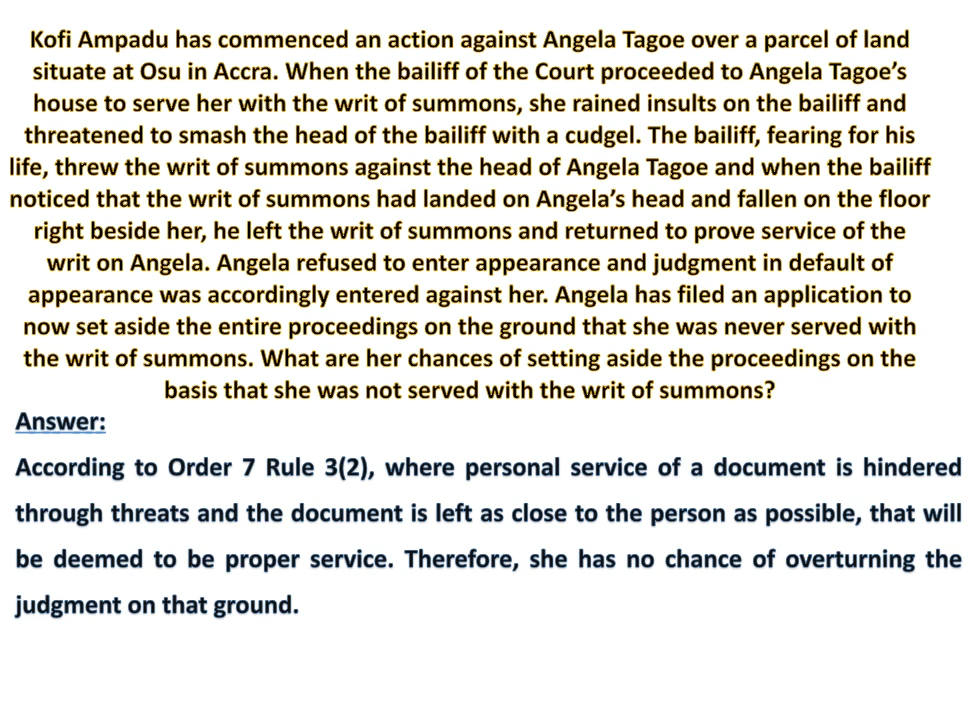 Kofi Ampadu has commenced an action against Angela Tagoe over a parcel of land
situate at Osu in Accra. When the bailiff of the Court proceeded to Angela Tagoe’s
house to serve her with the writ of summons, she rained insults on the bailiff and
threatened to smash the head of the bailiff with a cudgel. The bailiff, fearing for his
life, threw the writ of summons against the head of Angela Tagoe and when the bailiff
noticed that the writ of summons had landed on Angela’s head and fallen on the floor
right beside her, he left the writ of summons and returned to prove service of the
writ on Angela. Angela refused to enter appearance and judgment in default of
appearance was accordingly entered against her. Angela has filed an application to
now set aside the entire proceedings on the ground that she was never served with
the writ of summons. What are her chances of setting aside the proceedings on the
basis that she was not served with the writ of summons?
Answer:
According to Order 7 Rule 3(2), where personal service of a document is hindered
through threats and the document is left as close to the person as possible, that will
be deemed to be proper service. Therefore, she has no chance of overturning the
judgment on that ground.